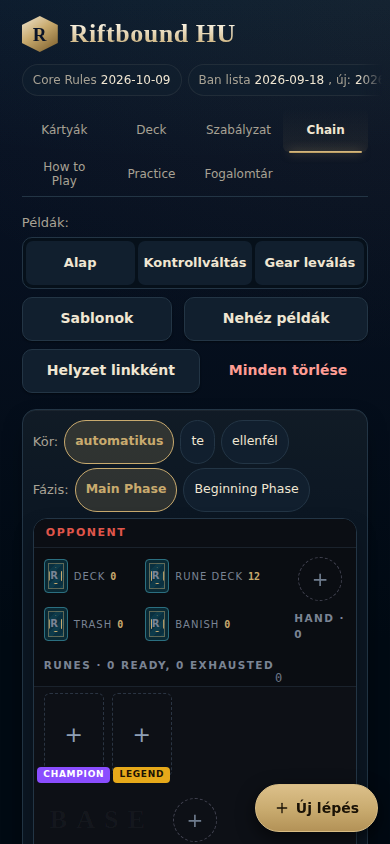 R Riftbound HU
Core Rules 2026-10-09 Ban lista 2026-09-18 , új: 202
Kártyák Deck Szabályzat Chain
How to Play Practice Fogalomtár
Példák:
Alap Kontrollváltás Gear leválás
Sablonok Nehéz példák
Helyzet linkként Minden törlése
Kör: automatikus te ellenfél
Fázis: Main Phase Beginning Phase
OPPONENT
R DECK 0 R RUNE DECK 12 +
R TRASH 0 R BANISH 0 HAND · 0
RUNES · 0 READY, 0 EXHAUSTED
0
+ +
CHAMPION LEGEND
BASE +
+ Új lépés